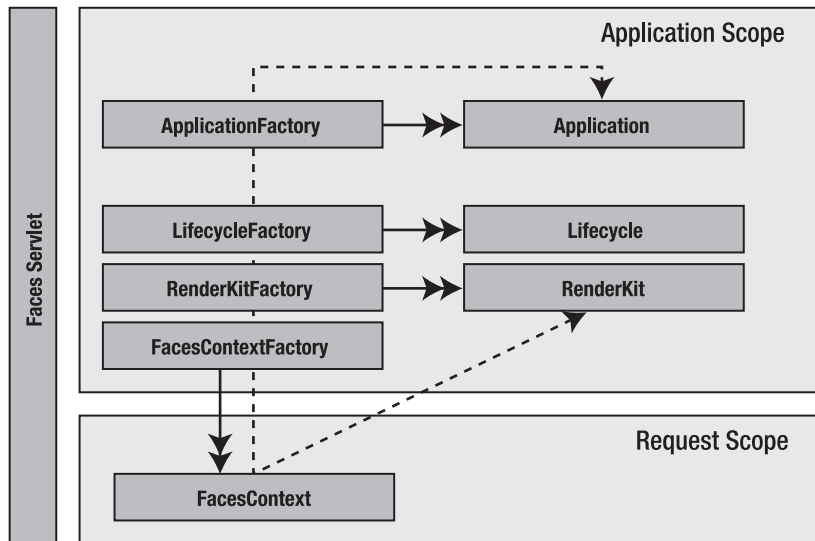 Faces Servlet
Application Scope
ApplicationFactory
Application
LifecycleFactory
Lifecycle
RenderKitFactory
RenderKit
FacesContextFactory
Request Scope
FacesContext